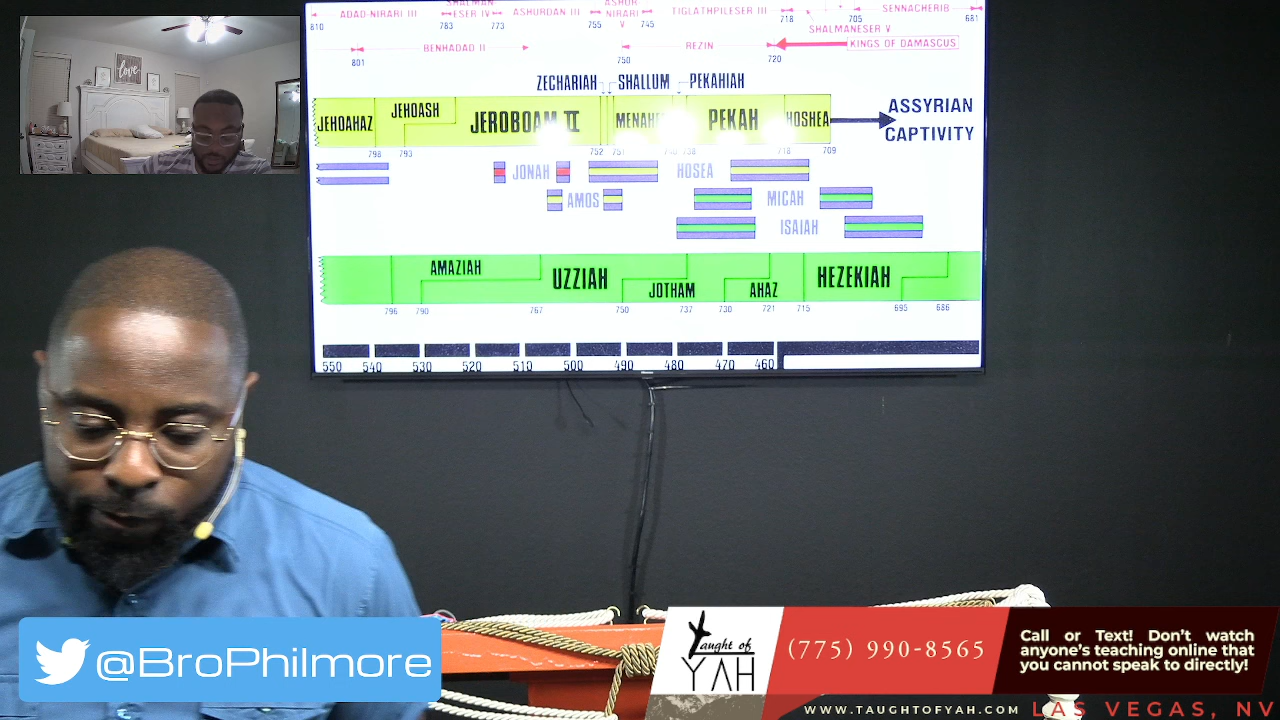 love
SHALMAN-
ESER IV
ASHUR
NIRARI
V
ADAD-NIRARI III
ASHURDAN III
TIGLATHPILESER III
SENNACHERIB
810
783
773
755
745
718
705
681
SHALMANESER V
BENHADAD II
REZIN
KINGS OF DAMASCUS
801
750
720
ZECHARIAH
SHALLUM
PEKAHIAH
JEHOAHAZ
JEHOASH
JEROBOAM II
PEKAH
HOSHEA
ASSYRIAN
CAPTIVITY
798
793
752
751
718
709
JONAH
HOSEA
AMOS
MICAH
ISAIAH
AMAZIAH
UZZIAH
JOTHAM
AHAZ
HEZEKIAH
796
790
767
750
737
730
721
715
695
686
550 540 530 520 510 500 490 480 470 460
Hisense
@BroPhilmore
Taught of
YAH
(775) 990-8565
Call or Text! Don't watch
anyone's teaching online that
you cannot speak to directly!
WWW.TAUGHTOFYAH.COM
LAS VEGAS, NV